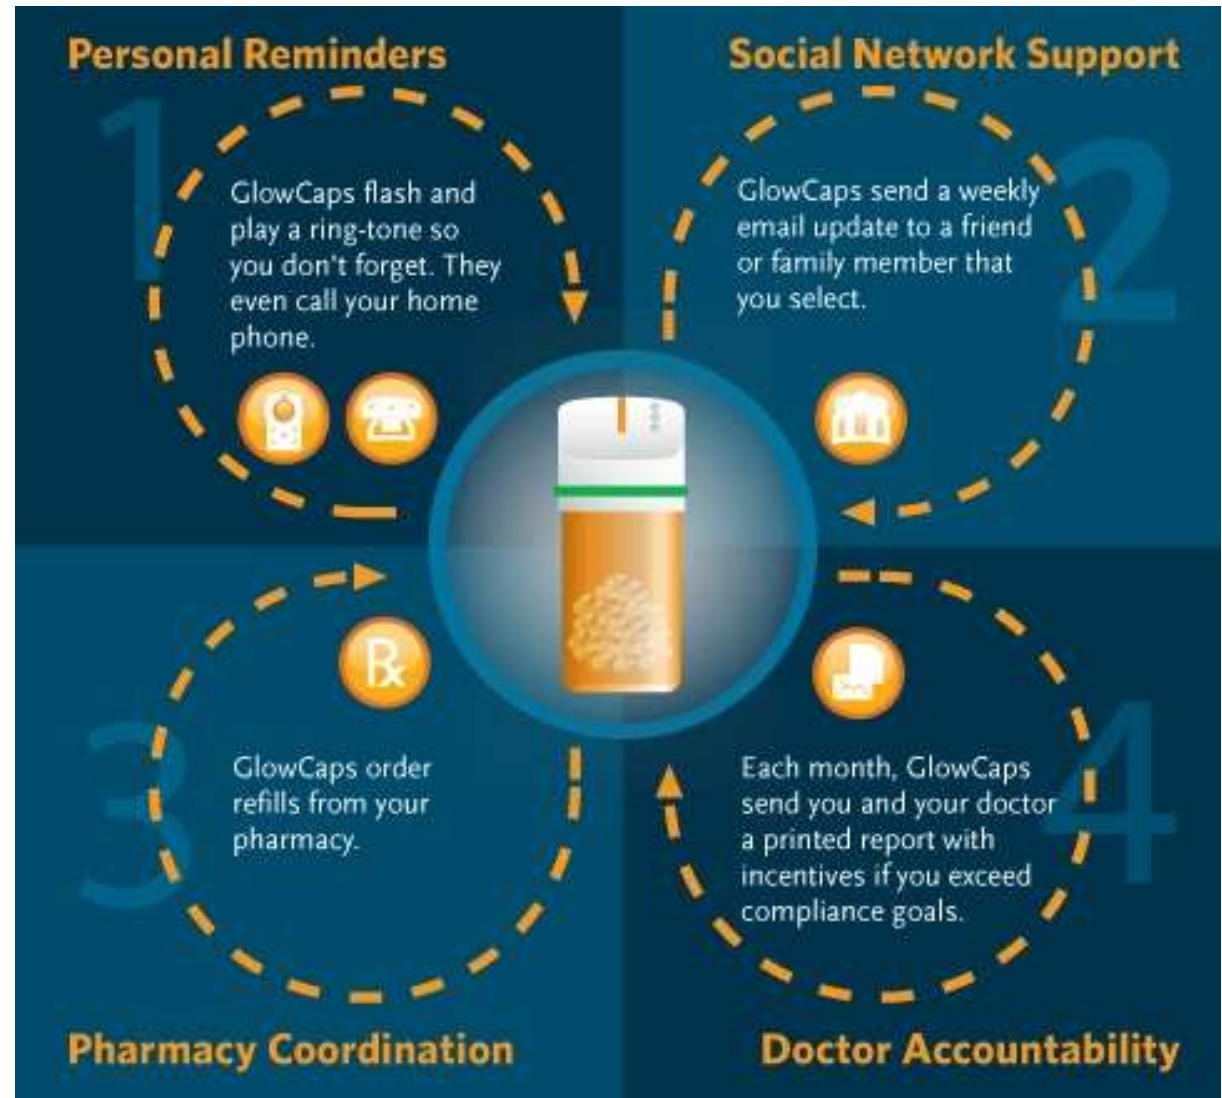 Personal Reminders
1
GlowCaps flash and
play a ring-tone so
you don't forget. They
even call your home
phone.
Social Network Support
2
GlowCaps send a weekly
email update to a friend
or family member that
you select.
3
Rx
GlowCaps order
refills from your
pharmacy.
Pharmacy Coordination
4
Each month, GlowCaps
send you and your doctor
a printed report with
incentives if you exceed
compliance goals.
Doctor Accountability